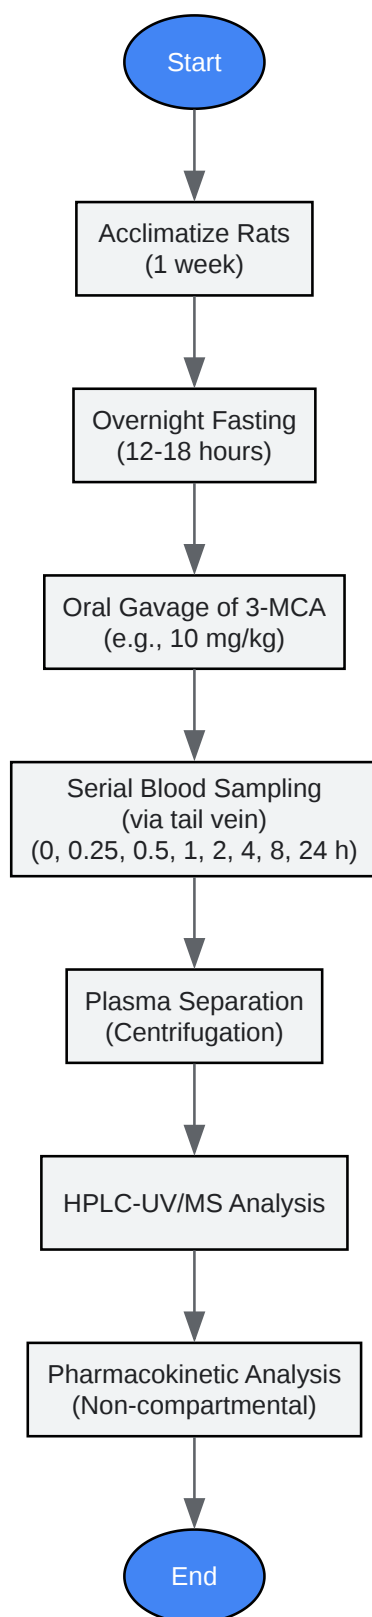 Start
Acclimatize Rats
(1 week)
Overnight Fasting
(12-18 hours)
Oral Gavage of 3-MCA
(e.g., 10 mg/kg)
Serial Blood Sampling
(via tail vein)
(0, 0.25, 0.5, 1, 2, 4, 8, 24 h)
Plasma Separation
(Centrifugation)
HPLC-UV/MS Analysis
Pharmacokinetic Analysis
(Non-compartmental)
End